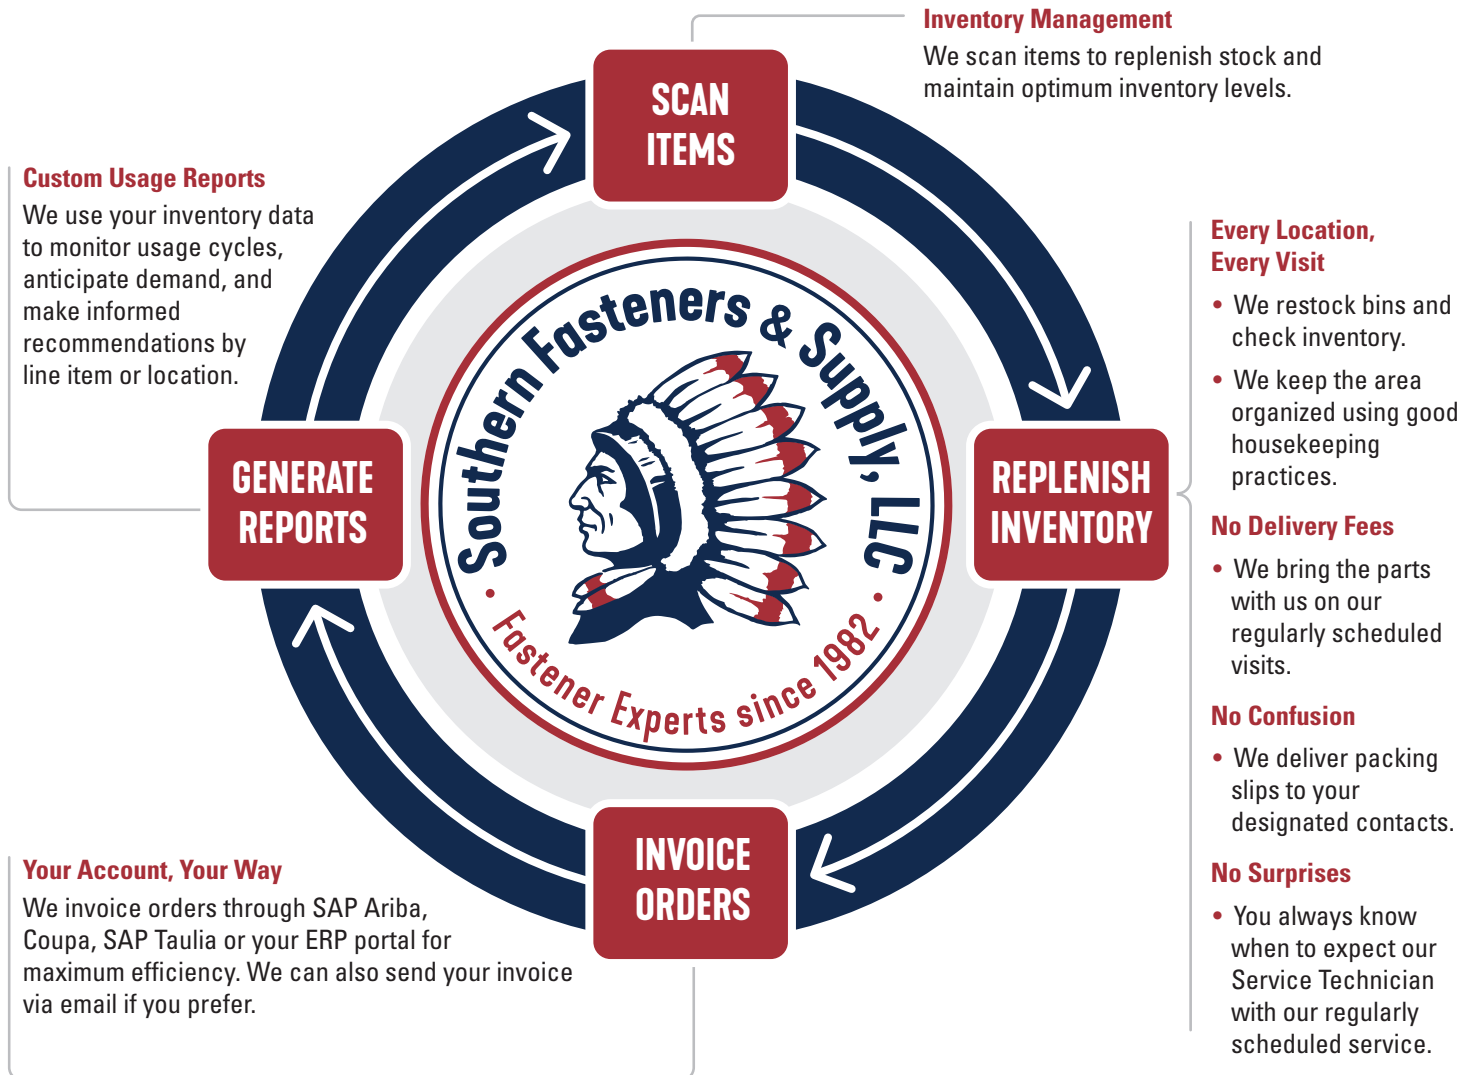 Inventory Management
We scan items to replenish stock and
maintain optimum inventory levels.
SCAN
ITEMS
Custom Usage Reports
We use your inventory data
to monitor usage cycles,
anticipate demand, and
make informed
recommendations by
line item or location.
Every Location,
Every Visit
• We restock bins and
check inventory.
• We keep the area
organized using good
housekeeping
practices.
No Delivery Fees
• We bring the parts
with us on our
regularly scheduled
visits.
No Confusion
• We deliver packing
slips to your
designated contacts.
No Surprises
• You always know
when to expect our
Service Technician
with our regularly
scheduled service.
Southern Fasteners & Supply, LLC
• Fastener Experts since 1982 •
GENERATE
REPORTS
REPLENISH
INVENTORY
INVOICE
ORDERS
Your Account, Your Way
We invoice orders through SAP Ariba,
Coupa, SAP Taulia or your ERP portal for
maximum efficiency. We can also send your invoice
via email if you prefer.